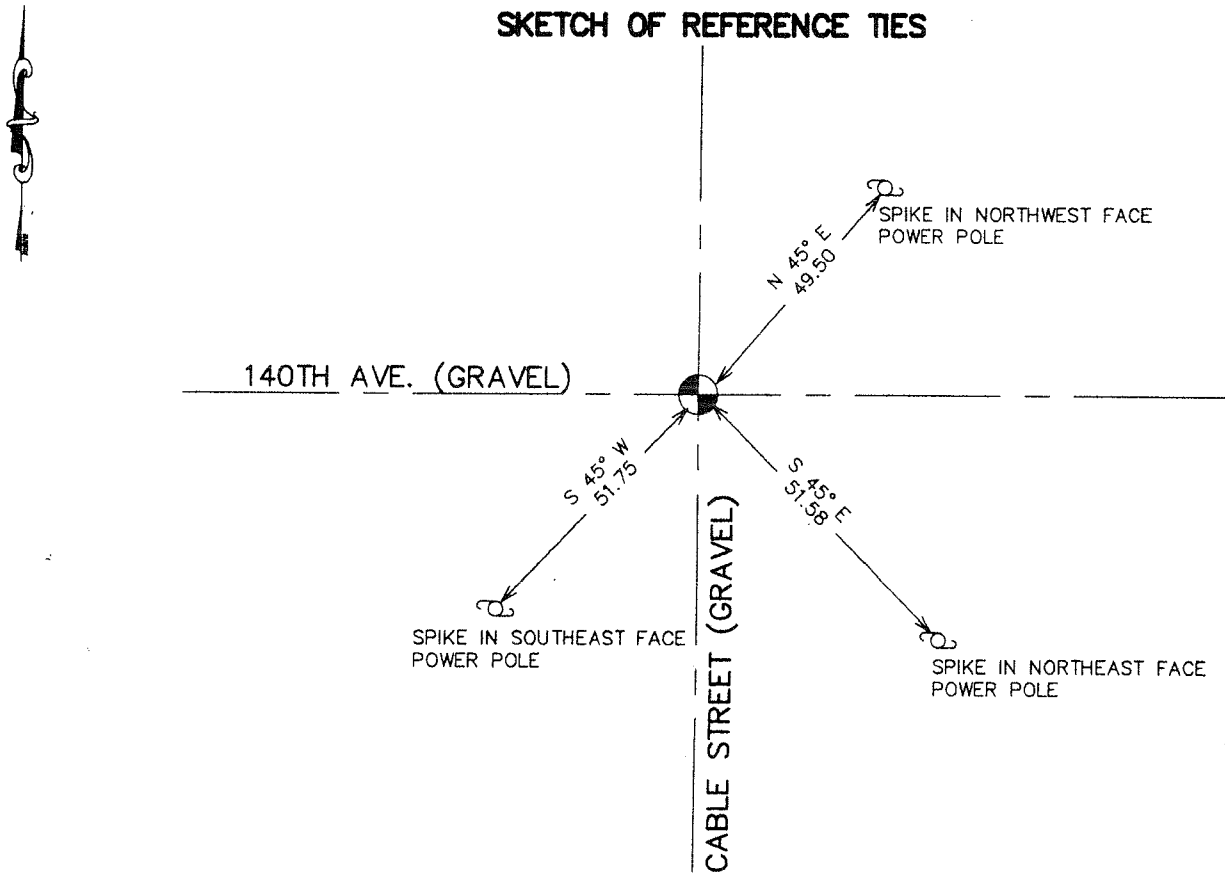 SKETCH OF REFERENCE TIES
SPIKE IN NORTHWEST FACE
POWER POLE
N 45° E
49.50
140TH AVE. (GRAVEL)
S 45° W
51.75
S 45° E
51.58
SPIKE IN SOUTHEAST FACE
POWER POLE
CABLE STREET (GRAVEL)
SPIKE IN NORTHEAST FACE
POWER POLE